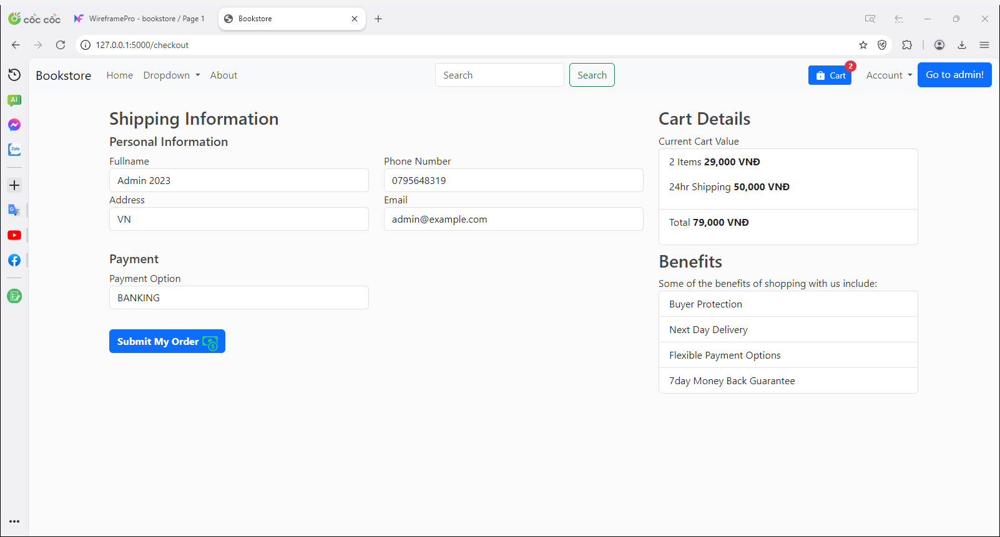 cốc cốc
WireframePro - bookstore / Page 1
Bookstore
127.0.0.1:5000/checkout
Bookstore
Home
Dropdown
About
Search
Search
Cart
2
Account
Go to admin!
AI
Zalo
Shipping Information
Personal Information
Fullname
Phone Number
Admin 2023
0795648319
Address
Email
VN
admin@example.com
Payment
Payment Option
BANKING
Submit My Order
Cart Details
Current Cart Value
2 Items 29,000 VNĐ
24hr Shipping 50,000 VNĐ
Total 79,000 VNĐ
Benefits
Some of the benefits of shopping with us include:
Buyer Protection
Next Day Delivery
Flexible Payment Options
7day Money Back Guarantee